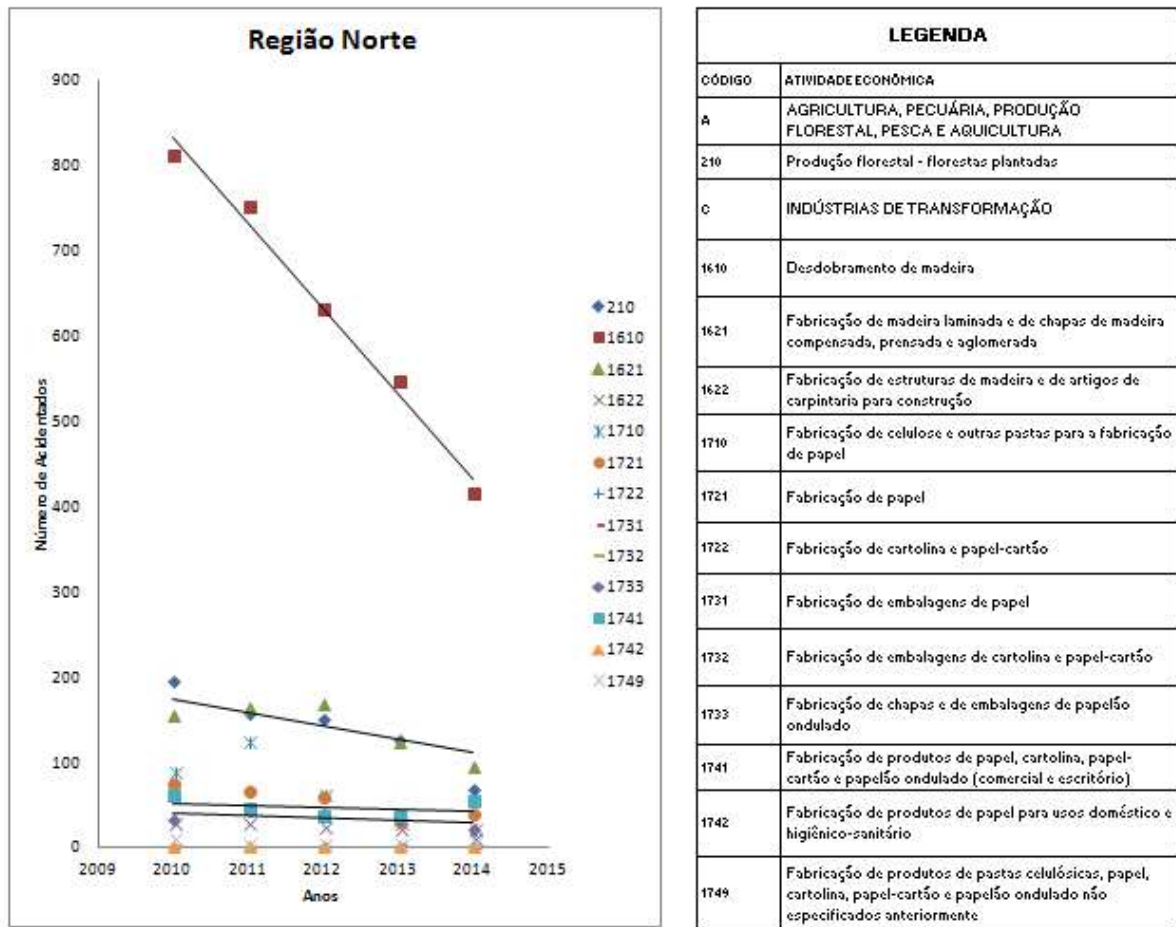 Região Norte
900
800
700
600
500
400
300
200
100
0
Número de Acidentados
2009 2010 2011 2012 2013 2014 2015
Anos
210
1610
1621
1622
1710
1721
1722
1731
1732
1733
1741
1742
1749
LEGENDA
CÓDIGO ATIVIDADE ECONÔMICA
A AGRICULTURA, PECUÁRIA, PRODUÇÃO
FLORESTAL, PESCA E AQUICULTURA
210 Produção florestal - florestas plantadas
C INDÚSTRIAS DE TRANSFORMAÇÃO
1610 Desdobramento de madeira
1621 Fabricação de madeira laminada e de chapas de madeira
compensada, prensada e aglomerada
1622 Fabricação de estruturas de madeira e de artigos de
carpintaria para construção
1710 Fabricação de celulose e outras pastas para a fabricação
de papel
1721 Fabricação de papel
1722 Fabricação de cartolina e papel-cartão
1731 Fabricação de embalagens de papel
1732 Fabricação de embalagens de cartolina e papel-cartão
1733 Fabricação de chapas e de embalagens de papelão
ondulado
1741 Fabricação de produtos de papel, cartolina, papel-
cartão e papelão ondulado (comercial e escritório)
1742 Fabricação de produtos de papel para usos doméstico e
higiênico-sanitário
1749 Fabricação de produtos de pastas celulósicas, papel,
cartolina, papel-cartão e papelão ondulado não
especificados anteriormente